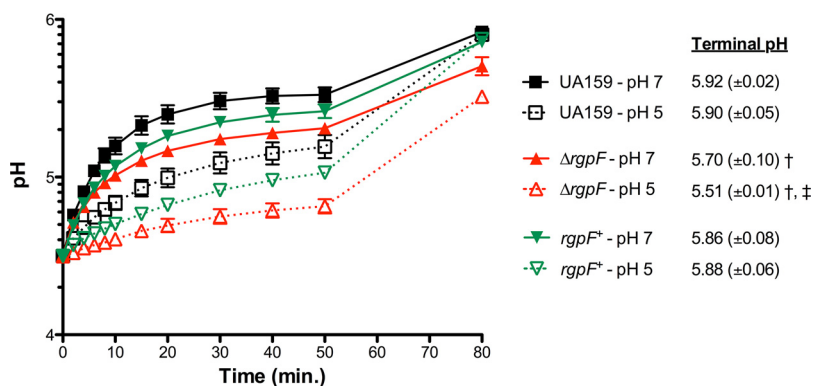 Terminal pH
UA159 - pH 7 5.92 (±0.02)
UA159 - pH 5 5.90 (±0.05)
ΔrgpF - pH 7 5.70 (±0.10) †
ΔrgpF - pH 5 5.51 (±0.01) †, ‡
rgpF⁺ - pH 7 5.86 (±0.08)
rgpF⁺ - pH 5 5.88 (±0.06)
pH
6
5
4
0 10 20 30 40 50 60 70 80
Time (min.)